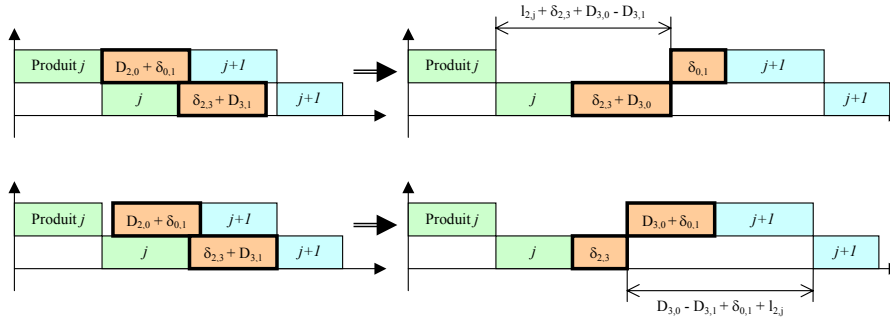 l₂,ⱼ + δ₂,₃ + D₃,₀ - D₃,₁
Produit j D₂,₀ + δ₀,₁ j+1
j δ₂,₃ + D₃,₁ j+1
Produit j δ₀,₁ j+1
j δ₂,₃ + D₃,₀ j+1
Produit j D₂,₀ + δ₀,₁ j+1
j δ₂,₃ + D₃,₁ j+1
Produit j D₃,₀ + δ₀,₁ j+1
j δ₂,₃ j+1
D₃,₀ - D₃,₁ + δ₀,₁ + l₂,ⱼ